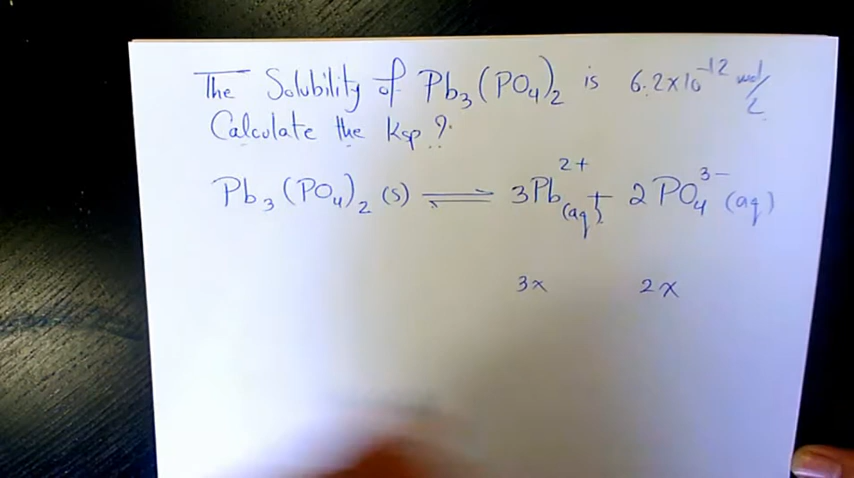 The Solubility of Pb₃(PO₄)₂ is 6.2x10⁻¹² mol/L
Calculate the Ksp?
Pb₃(PO₄)₂(s) ⇌ 3Pb²⁺(aq) + 2PO₄³⁻(aq)
3x 2x